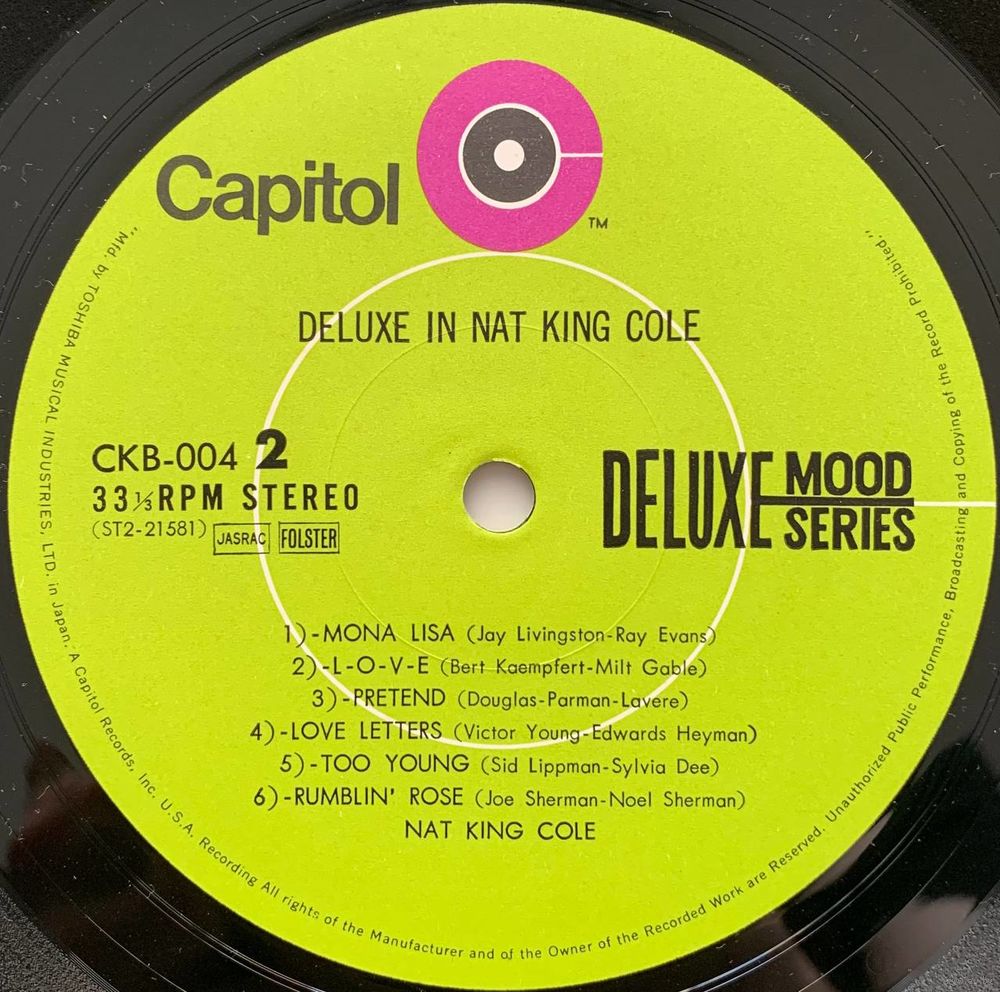 Capitol
TM
DELUXE IN NAT KING COLE
CKB-004 2
33⅓RPM STEREO
(ST2-21581) JASRAC FOLSTER
DELUXE MOOD SERIES
1)-MONA LISA (Jay Livingston-Ray Evans)
2)-L-O-V-E (Bert Kaempfert-Milt Gable)
3)-PRETEND (Douglas-Parman-Lavere)
4)-LOVE LETTERS (Victor Young-Edwards Heyman)
5)-TOO YOUNG (Sid Lippman-Sylvia Dee)
6)-RUMBLIN' ROSE (Joe Sherman-Noel Sherman)
NAT KING COLE
"Mfd. by TOSHIBA MUSICAL INDUSTRIES, LTD. in Japan. A Capitol Records, Inc. U.S.A. Recording All rights of the Manufacturer and of the Owner of the Recorded Work are Reserved. Unauthorized Public Performance, Broadcasting and Copying of the Record Prohibited."